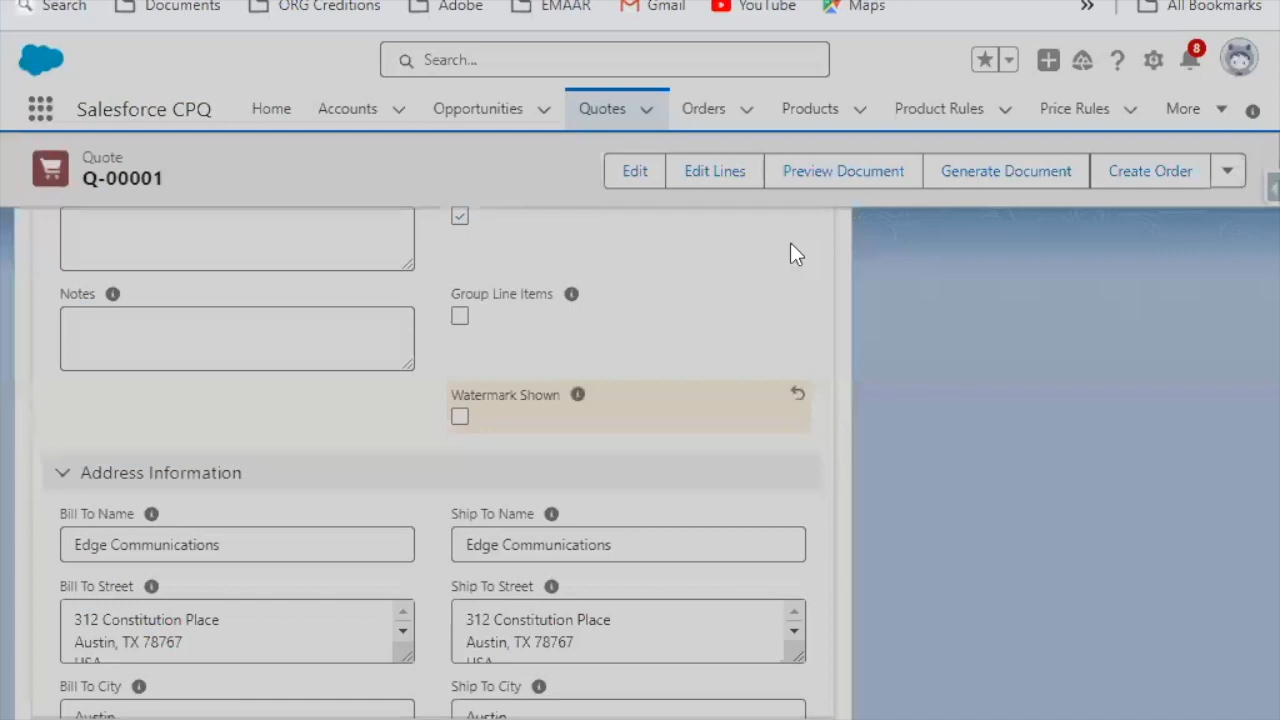 Search Documents ORG Creditions Adobe EMAAR Gmail YouTube Maps All Bookmarks
Search... 8
Salesforce CPQ Home Accounts Opportunities Quotes Orders Products Product Rules Price Rules More
Quote
Q-00001
Edit Edit Lines Preview Document Generate Document Create Order
Notes Group Line Items
Watermark Shown
Address Information
Bill To Name Ship To Name
Edge Communications Edge Communications
Bill To Street Ship To Street
312 Constitution Place 312 Constitution Place
Austin, TX 78767 Austin, TX 78767
USA USA
Bill To City Ship To City
Austin Austin